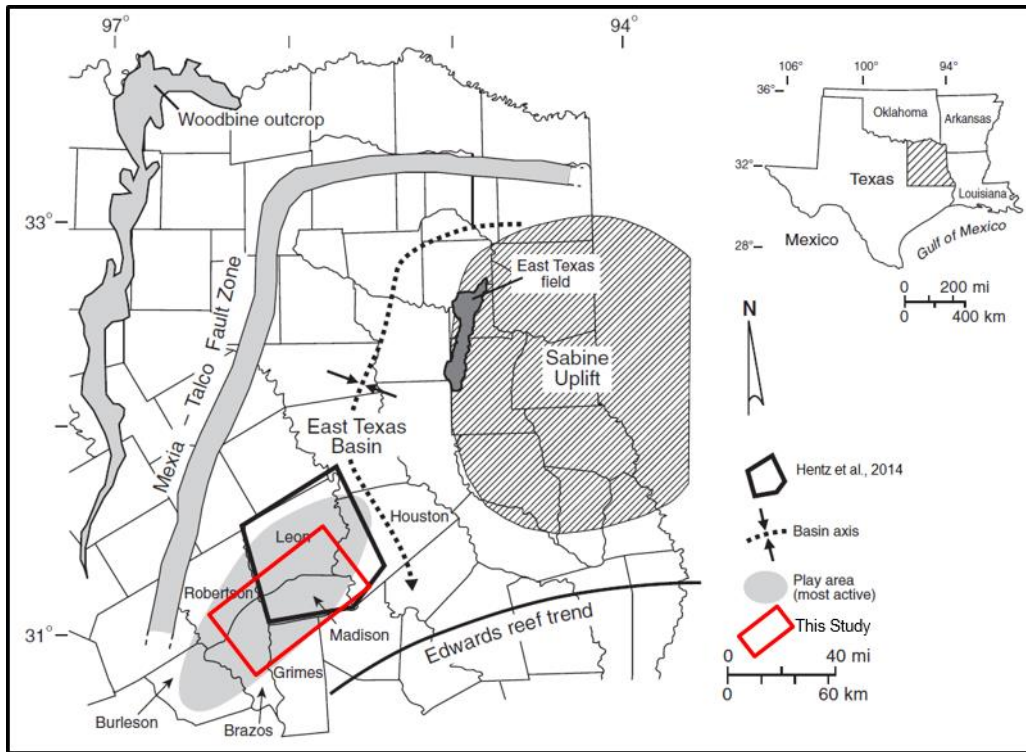 97°
94°
Woodbine outcrop
33°
Mexia – Talco Fault Zone
East Texas
field
Sabine
Uplift
East Texas
Basin
Houston
Leon
Robertson
Madison
31°
Grimes
Edwards reef trend
Burleson
Brazos
106°
100°
94°
36°
Oklahoma
Arkansas
32°
Texas
Louisiana
28°
Mexico
Gulf of Mexico
0 200 mi
0 400 km
N
Hentz et al., 2014
Basin axis
Play area
(most active)
This Study
0 40 mi
0 60 km